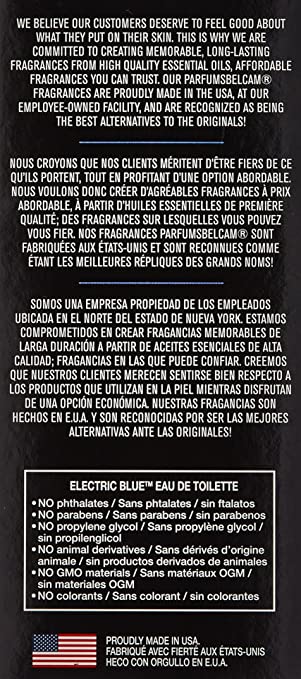 WE BELIEVE OUR CUSTOMERS DESERVE TO FEEL GOOD ABOUT
WHAT THEY PUT ON THEIR SKIN. THIS IS WHY WE ARE
COMMITTED TO CREATING MEMORABLE, LONG-LASTING
FRAGRANCES FROM HIGH QUALITY ESSENTIAL OILS, AFFORDABLE
FRAGRANCES YOU CAN TRUST. OUR PARFUMSBELCAM®
FRAGRANCES ARE PROUDLY MADE IN THE USA, AT OUR
EMPLOYEE-OWNED FACILITY, AND ARE RECOGNIZED AS BEING
THE BEST ALTERNATIVES TO THE ORIGINALS!
NOUS CROYONS QUE NOS CLIENTS MÉRITENT D'ÊTRE FIERS DE CE
QU'ILS PORTENT, TOUT EN PROFITANT D'UNE OPTION ABORDABLE.
NOUS VOULONS DONC CRÉER D'AGRÉABLES FRAGRANCES À PRIX
ABORDABLE, À PARTIR D'HUILES ESSENTIELLES DE PREMIÈRE
QUALITÉ; DES FRAGRANCES SUR LESQUELLES VOUS POUVEZ
VOUS FIER. NOS FRAGRANCES PARFUMSBELCAM® SONT
FABRIQUÉES AUX ÉTATS-UNIS ET SONT RECONNUES COMME
ÉTANT LES MEILLEURES RÉPLIQUES DES GRANDS NOMS!
SOMOS UNA EMPRESA PROPIEDAD DE LOS EMPLEADOS
UBICADA EN EL NORTE DEL ESTADO DE NUEVA YORK. ESTAMOS
COMPROMETIDOS EN CREAR FRAGANCIAS MEMORABLES DE
LARGA DURACIÓN A PARTIR DE ACEITES ESENCIALES DE ALTA
CALIDAD; FRAGANCIAS EN LAS QUE PUEDE CONFIAR. CREEMOS
QUE NUESTROS CLIENTES MERECEN SENTIRSE BIEN RESPECTO A
LOS PRODUCTOS QUE UTILIZAN EN LA PIEL MIENTRAS DISFRUTAN
DE UNA OPCIÓN ECONÓMICA. NUESTRAS FRAGANCIAS SON
HECHOS EN E.U.A. Y SON RECONOCIDAS POR SER LAS MEJORES
ALTERNATIVAS ANTE LAS ORIGINALES!
ELECTRIC BLUE™ EAU DE TOILETTE
•NO phthalates / Sans phtalates / sin ftalatos
•NO parabens / Sans parabens / sin parabenos
•NO propylene glycol / Sans propylène glycol /
sin propilenglicol
•NO animal derivatives / Sans dérivés d'origine
animale / sin productos derivados de animales
•NO GMO materials / Sans matériaux OGM /
sin materiales OGM
•NO colorants / Sans colorant / sin colorantes
PROUDLY MADE IN USA.
FABRIQUÉ AVEC FIERTÉ AUX ÉTATS-UNIS
HECO CON ORGULLO EN E.U.A.